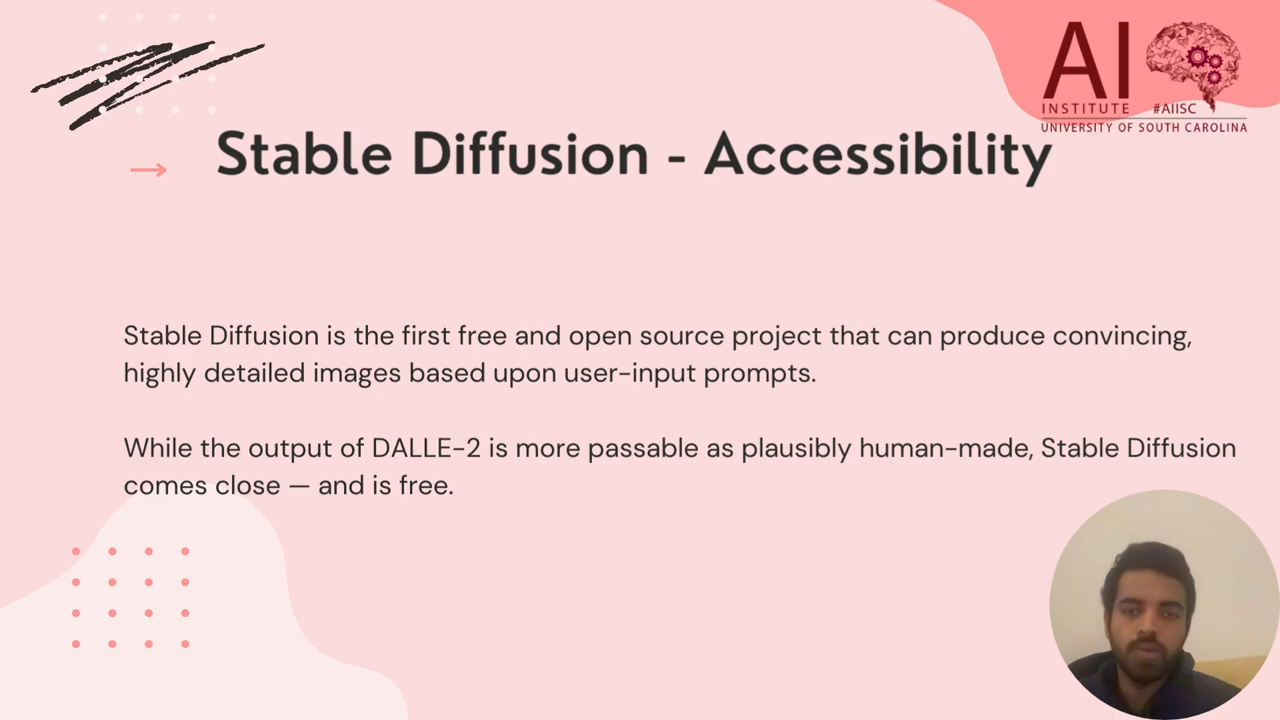 AI
INSTITUTE #AIISC
UNIVERSITY OF SOUTH CAROLINA
Stable Diffusion - Accessibility
Stable Diffusion is the first free and open source project that can produce convincing,
highly detailed images based upon user-input prompts.
While the output of DALLE-2 is more passable as plausibly human-made, Stable Diffusion
comes close — and is free.